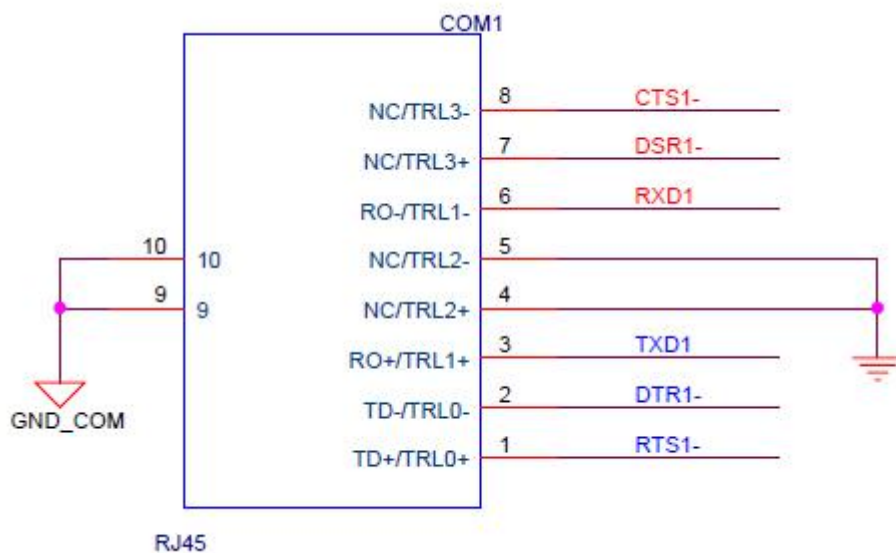 COM1
NC/TRL3- 8 CTS1-
NC/TRL3+ 7 DSR1-
RO-/TRL1- 6 RXD1
10 10 NC/TRL2- 5
9 9 NC/TRL2+ 4
RO+/TRL1+ 3 TXD1
GND_COM TD-/TRL0- 2 DTR1-
TD+/TRL0+ 1 RTS1-
RJ45